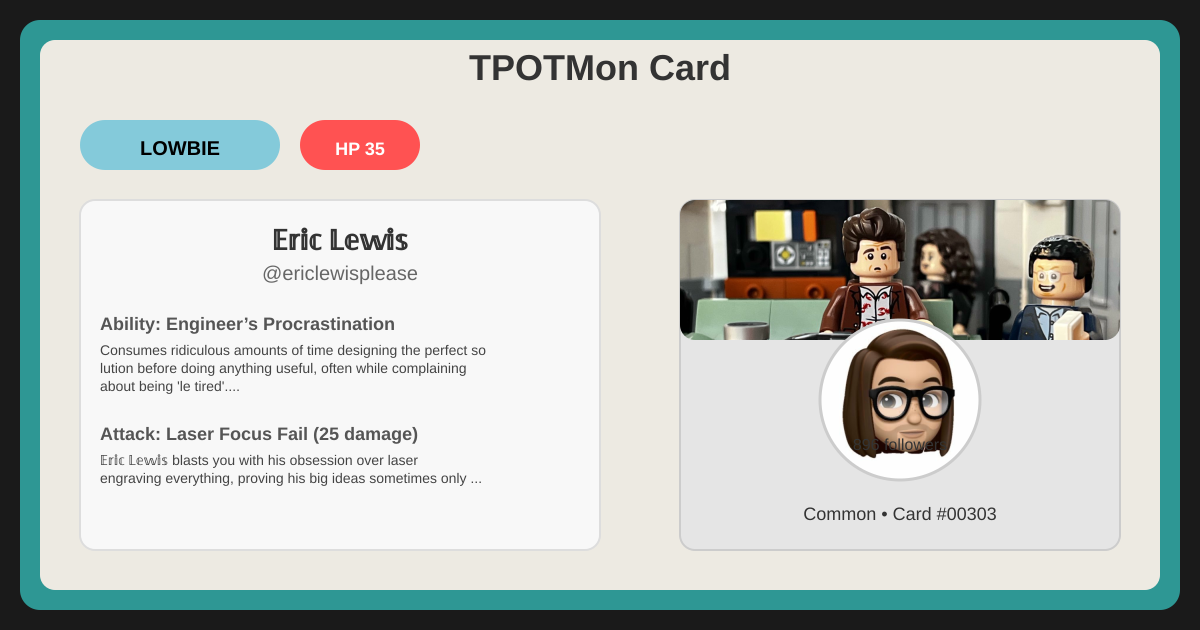 TPOTMon Card
LOWBIE
HP 35
𝔼𝕣𝕚𝕔 𝕃𝕖𝕨𝕚𝕤
@ericlewisplease
Ability: Engineer’s Procrastination
Consumes ridiculous amounts of time designing the perfect so
lution before doing anything useful, often while complaining
about being 'le tired'....
Attack: Laser Focus Fail (25 damage)
𝔼𝕣𝕚𝕔 𝕃𝕖𝕨𝕚𝕤 blasts you with his obsession over laser
engraving everything, proving his big ideas sometimes only ...
followers
Common • Card #00303